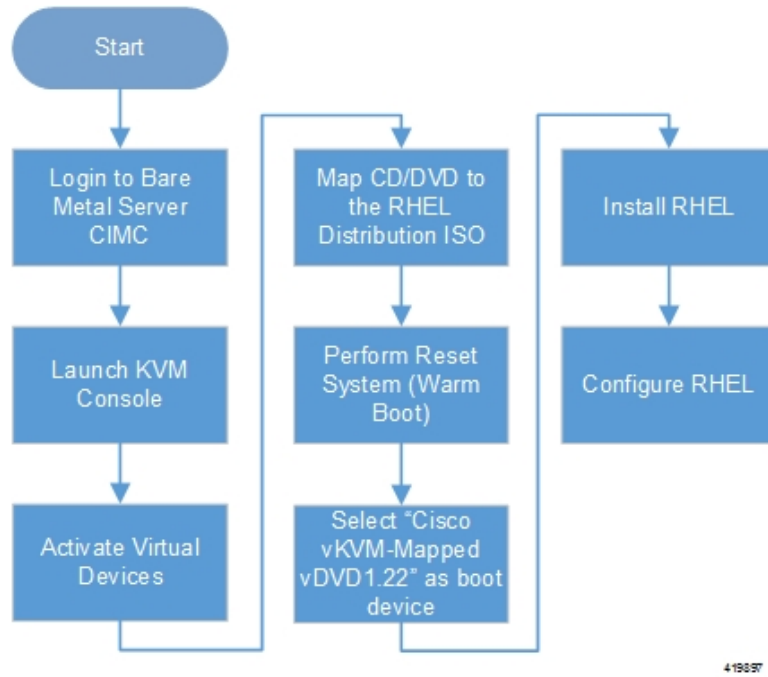 Start
Login to Bare
Metal Server
CIMC
Launch KVM
Console
Activate Virtual
Devices
Map CD/DVD to
the RHEL
Distribution ISO
Perform Reset
System (Warm
Boot)
Select “Cisco
vKVM-Mapped
vDVD1.22” as boot
device
Install RHEL
Configure RHEL
419897